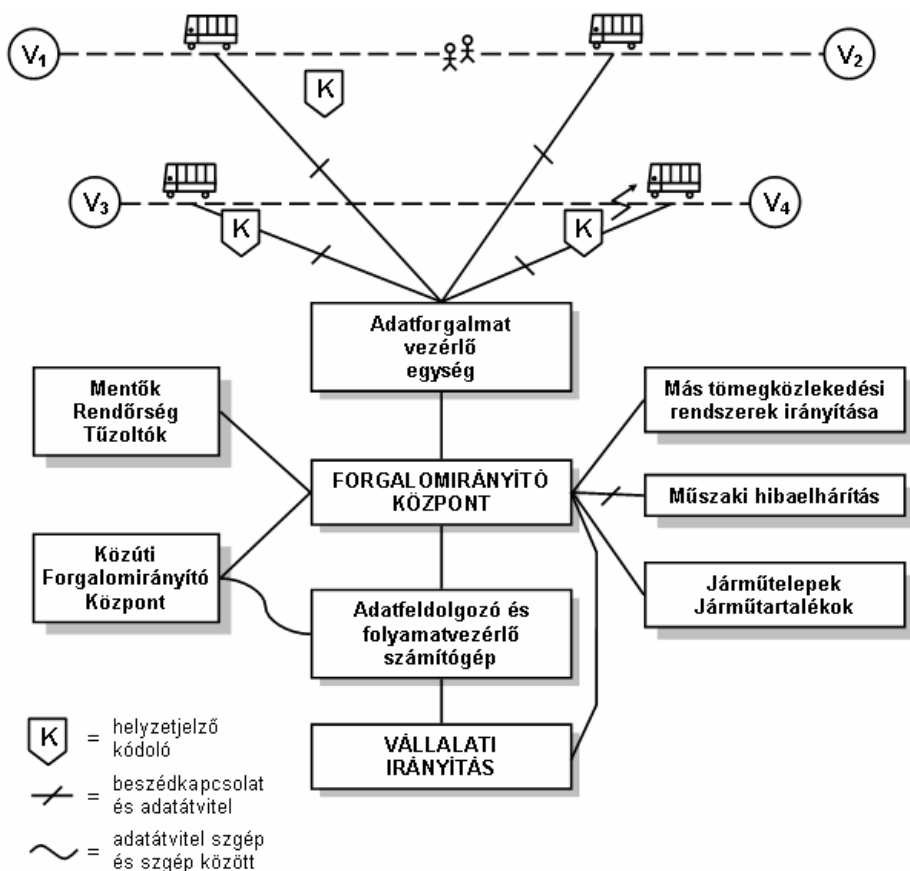 V1
V2
K
V3
K
K
V4
Adatforgalmat
vezérlő
egység
Mentők
Rendőrség
Tűzoltók
Más tömegközlekedési
rendszerek irányítása
FORGALOMIRÁNYÍTÓ
KÖZPONT
Műszaki hibaelhárítás
Közúti
Forgalomirányító
Központ
Járműtelepek
Járműtartalékok
Adatfeldolgozó és
folyamatvezérlő
számítógép
VÁLLALATI
IRÁNYÍTÁS
K = helyzetjelző
kódoló
= beszédkapcsolat
és adatátvitel
= adatátvitel szgép
és szgép között